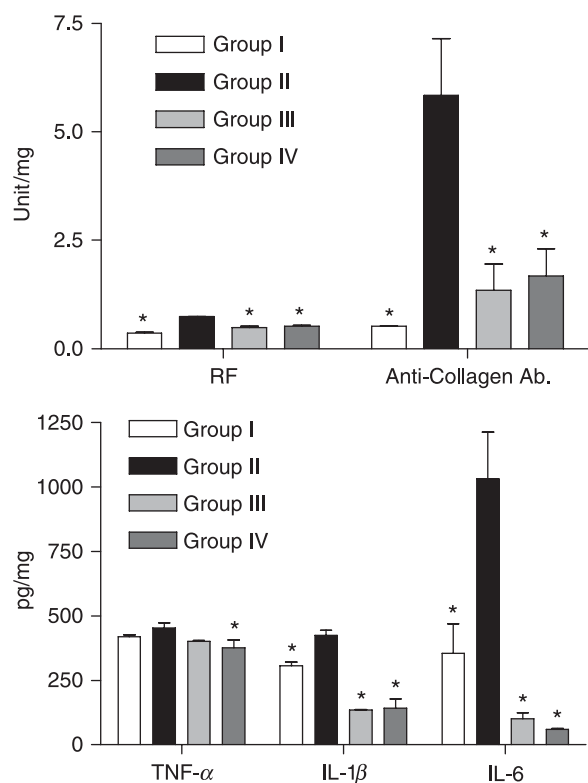 7.5
5.0
2.5
0.0
Unit/mg
Group I
Group II
Group III
Group IV
* * * * * *
RF Anti-Collagen Ab.
1250
1000
750
500
250
0
pg/mg
Group I
Group II
Group III
Group IV
* * * * * * *
TNF-α IL-1β IL-6